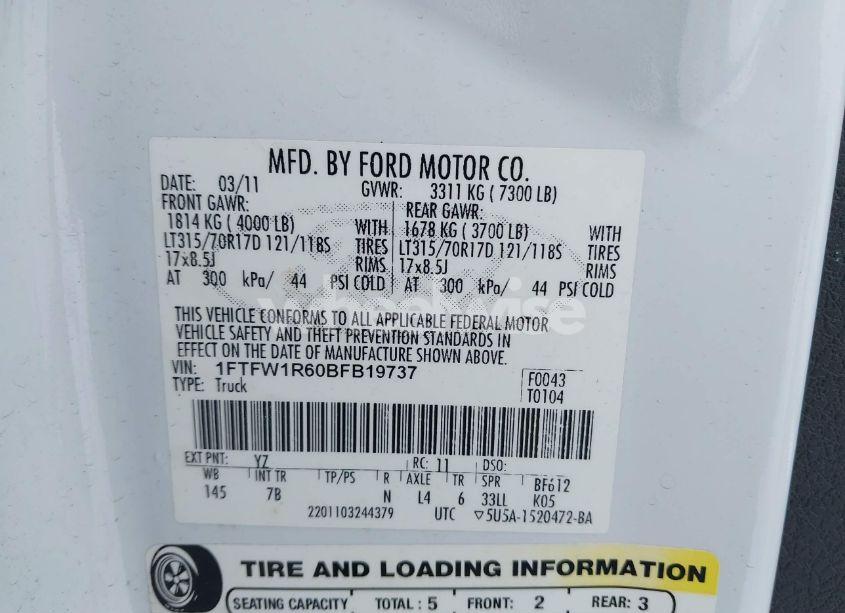 MFD. BY FORD MOTOR CO.
DATE: 03/11 GVWR: 3311 KG ( 7300 LB)
FRONT GAWR: REAR GAWR:
1814 KG ( 4000 LB) WITH 1678 KG ( 3700 LB) WITH
LT315/70R17D 121/118S TIRES LT315/70R17D 121/118S TIRES
17x8.5J RIMS 17x8.5J RIMS
AT 300 kPa/ 44 PSI COLD AT 300 kPa/ 44 PSI COLD
wheelwise
THIS VEHICLE CONFORMS TO ALL APPLICABLE FEDERAL MOTOR
VEHICLE SAFETY AND THEFT PREVENTION STANDARDS IN
EFFECT ON THE DATE OF MANUFACTURE SHOWN ABOVE.
VIN: 1FTFW1R60BFB19737 F0043
TYPE: Truck T0104
EXT PNT: YZ RC: 11 DSO:
WB INT TR TP/PS R AXLE TR SPR BF612
145 7B N L4 6 33LL K05
2201103244379 UTC ▽5U5A-1520472-BA
TIRE AND LOADING INFORMATION
SEATING CAPACITY TOTAL : 5 FRONT: 2 REAR: 3